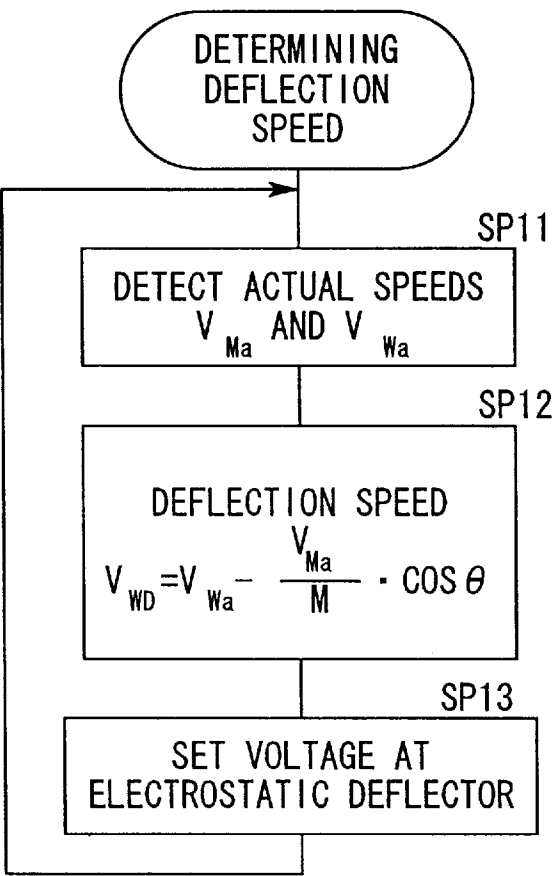 DETERMINING
DEFLECTION
SPEED
SP11
DETECT ACTUAL SPEEDS
V Ma AND V Wa
SP12
DEFLECTION SPEED
V WD = V Wa - V Ma / M · COS θ
SP13
SET VOLTAGE AT
ELECTROSTATIC DEFLECTOR